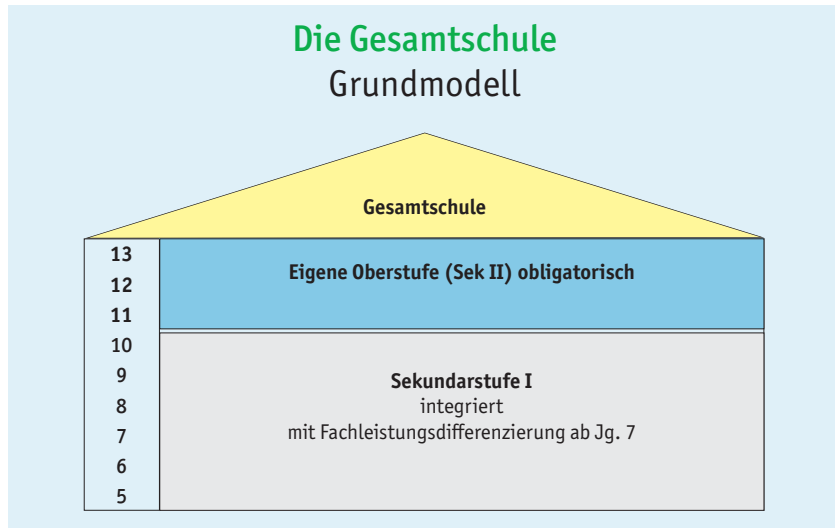 Die Gesamtschule
Grundmodell
Gesamtschule
13
Eigene Oberstufe (Sek II) obligatorisch
12
11
10
9
Sekundarstufe I
8
integriert
7
mit Fachleistungsdifferenzierung ab Jg. 7
6
5